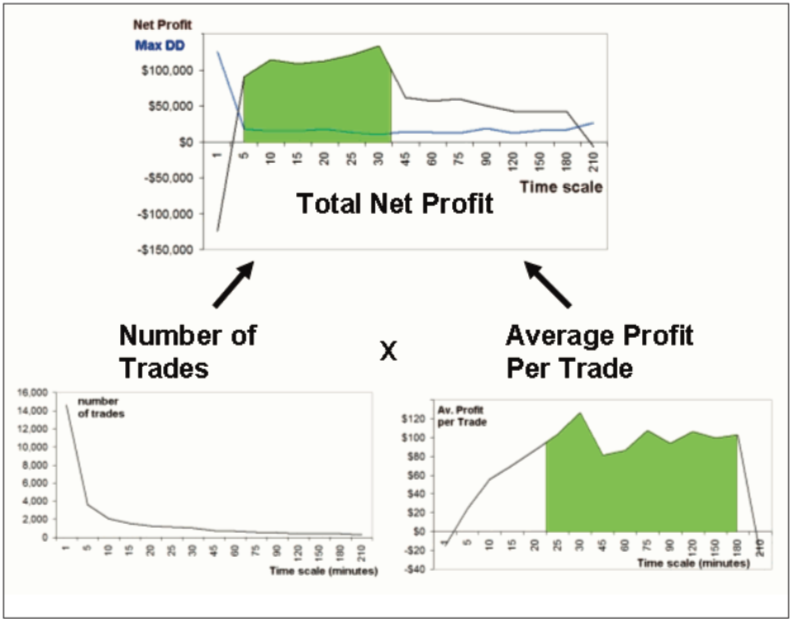 Net Profit
Max DD
$100,000
$50,000
$0
-$50,000
-$100,000
-$150,000
1 5 10 15 20 25 30 45 60 75 90 120 150 180 210
Time scale
Total Net Profit
Number of
Trades
X
Average Profit
Per Trade
16,000
14,000
12,000
10,000
8,000
6,000
4,000
2,000
0
number
of trades
1 5 10 15 20 25 30 45 60 75 90 120 150 180 210
Time scale (minutes)
Av. Profit
per Trade
$120
$100
$80
$60
$40
$20
$0
-$20
-$40
1 5 10 15 20 25 30 45 60 75 90 120 150 180 210
Time scale (minutes)